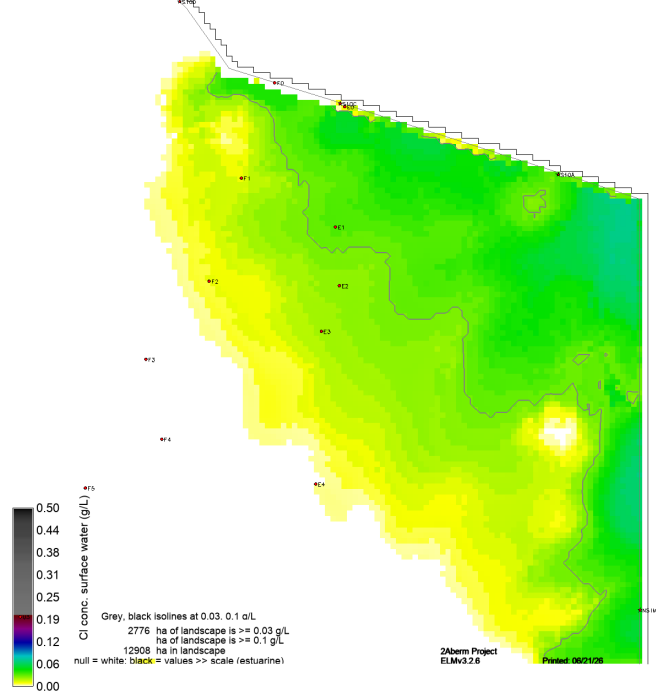 S10D
F0
S10C
E0
S10A
F1
E1
F2
E2
E3
F3
F4
E4
F5
Cl conc. surface water (g/L)
0.50
0.44
0.38
0.31
0.25
0.19
0.12
0.06
0.00
Grey, black isolines at 0.03, 0.1 g/L
2776 ha of landscape is >= 0.03 g/L
ha of landscape is >= 0.1 g/L
12908 ha in landscape
null = white: black = values >> scale (estuarine)
2Aberm Project
ELMv3.2.6
Printed: 06/21/26